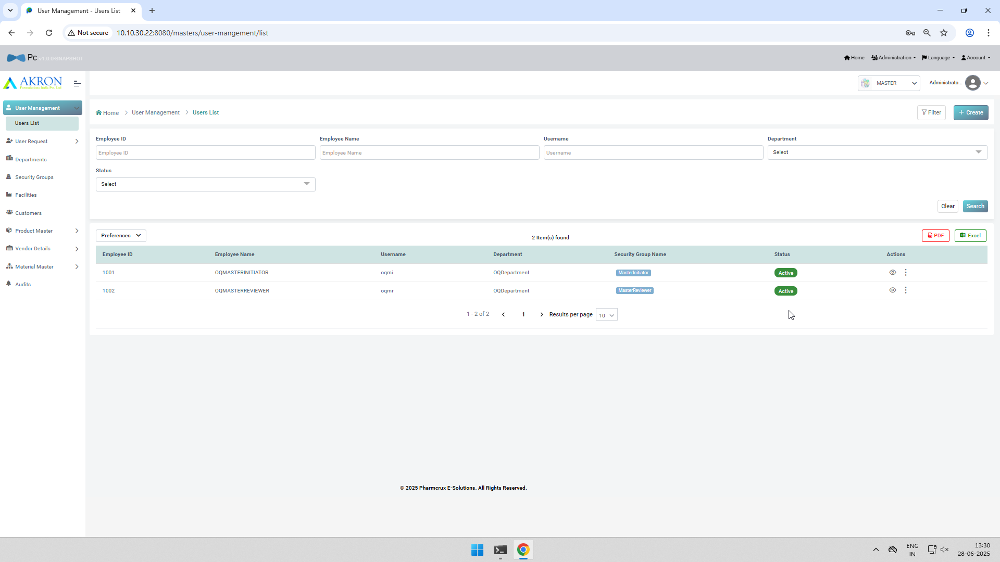 User Management - Users List
Not secure
10.10.30.22:8080/masters/user-mangement/list
Pc v1.0.0-SNAPSHOT
Home
Administration
Language
Account
AKRON
Formulations India Pvt. Ltd
MASTER
Administrato...
User Management
Users List
User Request
Departments
Security Groups
Facilities
Customers
Product Master
Vendor Details
Material Master
Audits
Home > User Management > Users List
Filter
+ Create
Employee ID
Employee Name
Username
Department
Employee ID
Employee Name
Username
Select
Status
Select
Clear
Search
Preferences
2 Item(s) found
PDF
Excel
Employee ID Employee Name Username Department Security Group Name Status Actions
1001 OQMASTERINITIATOR oqmi OQDepartment MasterInitiator Active
1002 OQMASTERREVIEWER oqmr OQDepartment MasterReviewer Active
1 - 2 of 2
1
Results per page 10
© 2025 Pharmcrux E-Solutions. All Rights Reserved.
ENG
IN
13:30
28-06-2025